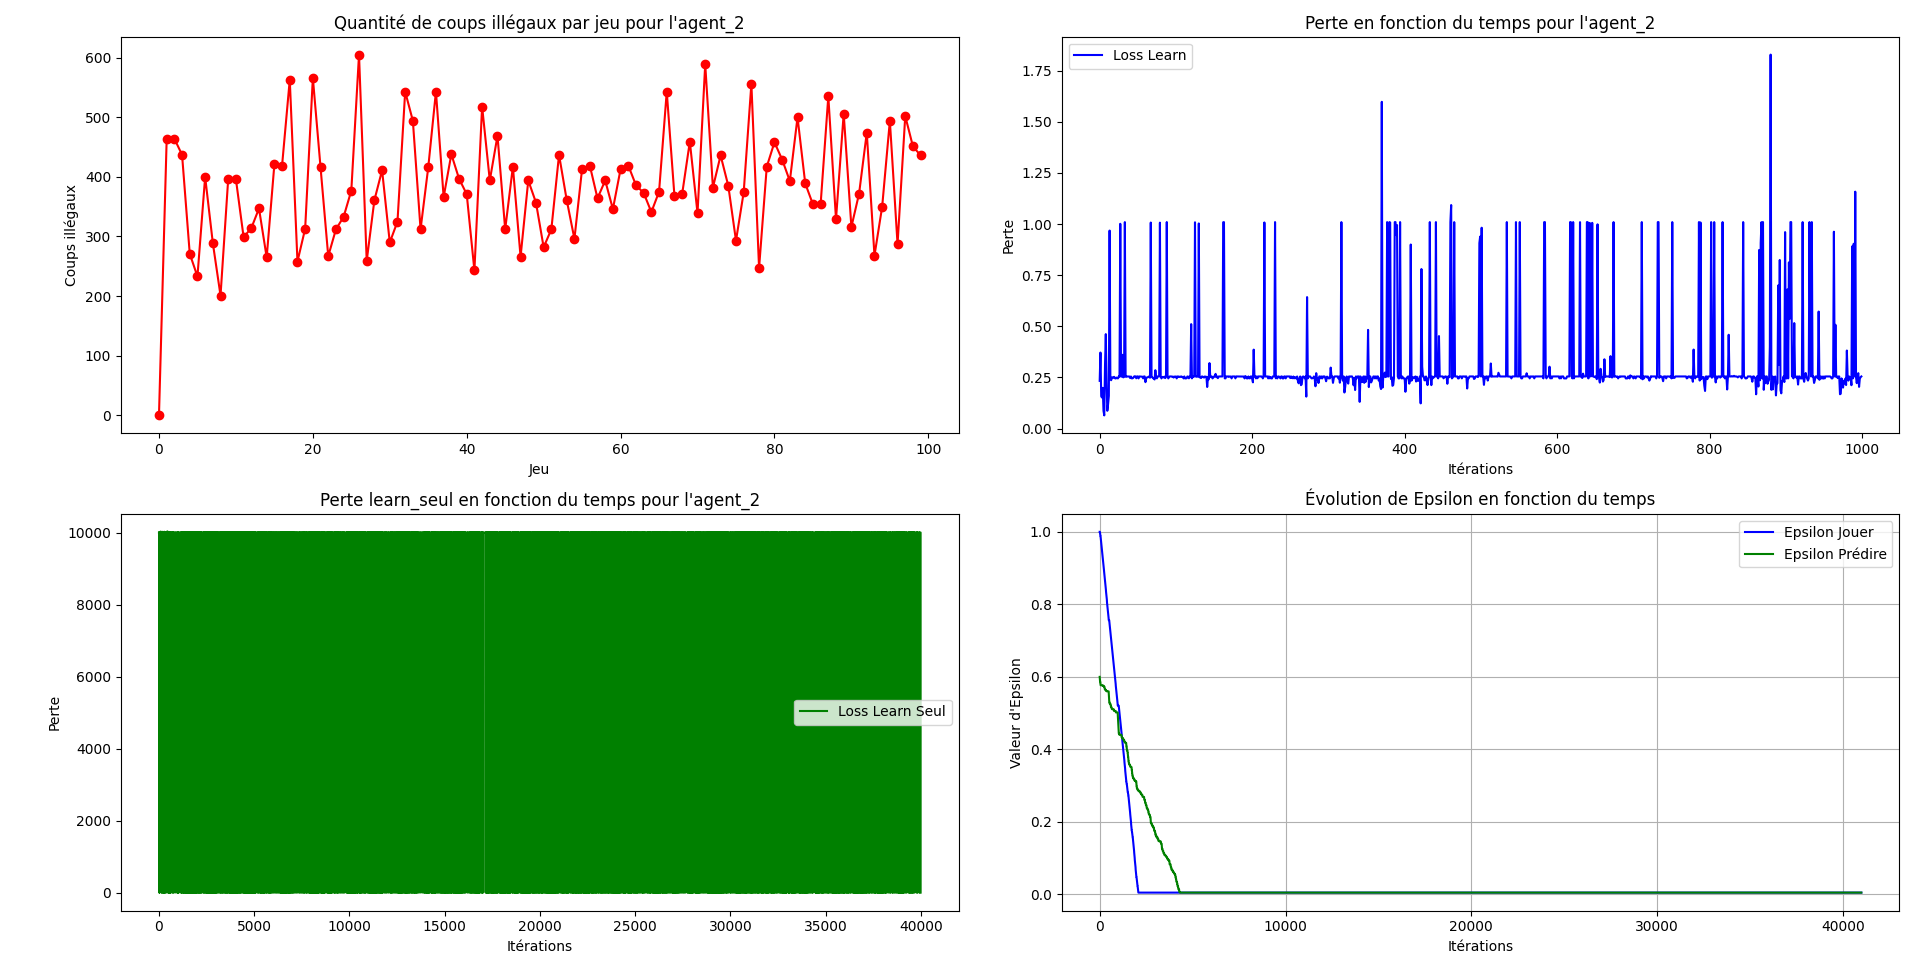 Quantité de coups illégaux par jeu pour l'agent_2
Coups illégaux
600
500
400
300
200
100
0
0 20 40 60 80 100
Jeu
Perte en fonction du temps pour l'agent_2
Loss Learn
Perte
1.75
1.50
1.25
1.00
0.75
0.50
0.25
0.00
0 200 400 600 800 1000
Itérations
Perte learn_seul en fonction du temps pour l'agent_2
Perte
10000
8000
6000
4000
2000
0
Loss Learn Seul
0 5000 10000 15000 20000 25000 30000 35000 40000
Itérations
Évolution de Epsilon en fonction du temps
Epsilon Jouer
Epsilon Prédire
Valeur d'Epsilon
1.0
0.8
0.6
0.4
0.2
0.0
0 10000 20000 30000 40000
Itérations